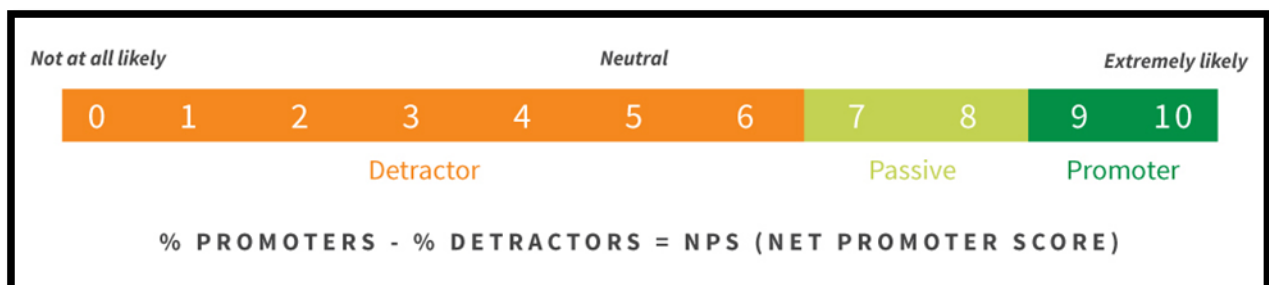 Not at all likely Neutral Extremely likely
0 1 2 3 4 5 6 7 8 9 10
Detractor Passive Promoter
% PROMOTERS - % DETRACTORS = NPS (NET PROMOTER SCORE)